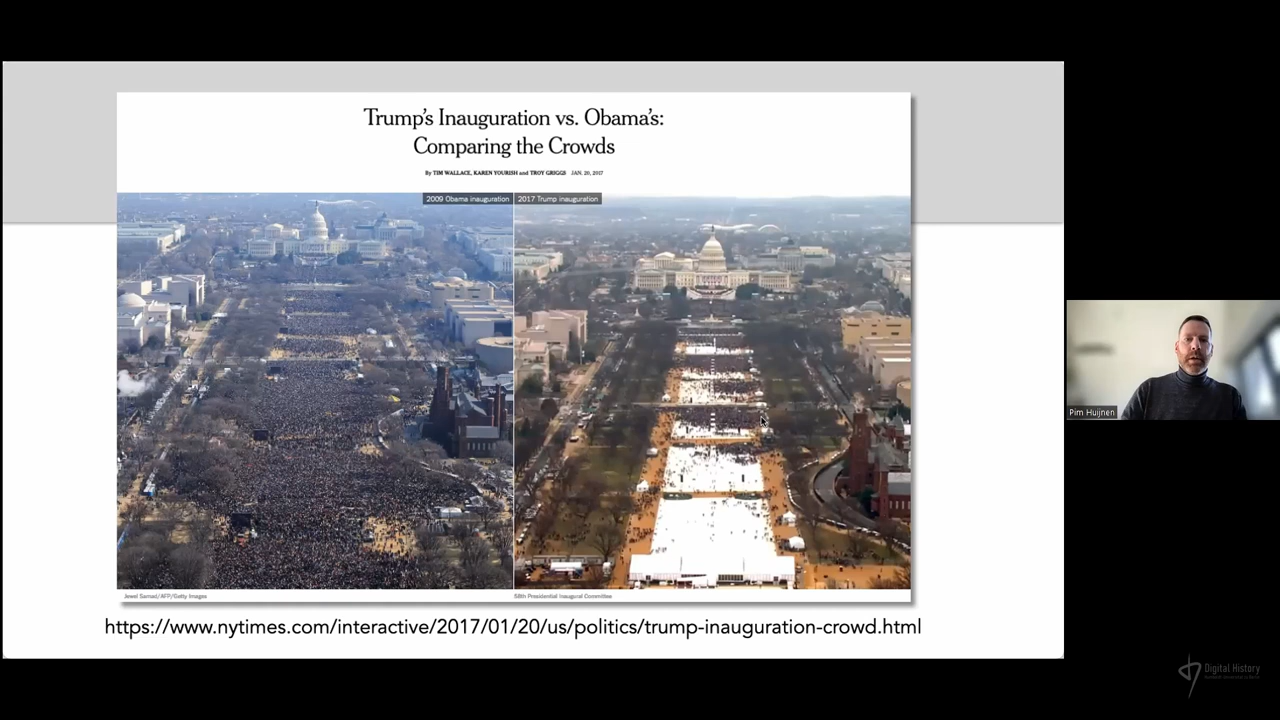 Trump's Inauguration vs. Obama's:
Comparing the Crowds
By TIM WALLACE, KAREN YOURISH and TROY GRIGGS JAN. 20, 2017
2009 Obama inauguration
2017 Trump inauguration
Jewel Samad/AFP/Getty Images
58th Presidential Inaugural Committee
https://www.nytimes.com/interactive/2017/01/20/us/politics/trump-inauguration-crowd.html
Pim Huijnen
Digital History